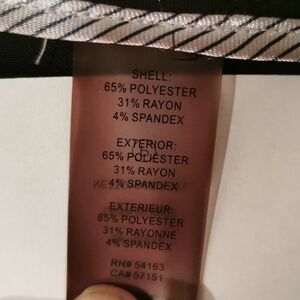 SHELL:
65% POLYESTER
31% RAYON
4% SPANDEX
EXTERIOR:
65% POLIÉSTER
31% RAYON
4% SPANDEX
EXTERIEUR:
65% POLYESTER
31% RAYONNE
4% SPANDEX
RN# 54163
CA# 57151